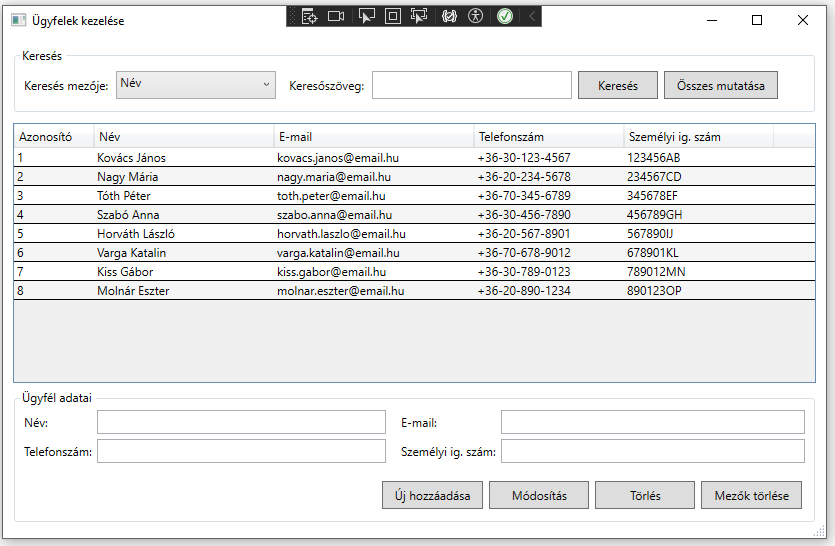 Ügyfelek kezelése
Keresés
Keresés mezője: Név Keresőszöveg: Keresés Összes mutatása
Azonosító Név E-mail Telefonszám Személyi ig. szám
1 Kovács János kovacs.janos@email.hu +36-30-123-4567 123456AB
2 Nagy Mária nagy.maria@email.hu +36-20-234-5678 234567CD
3 Tóth Péter toth.peter@email.hu +36-70-345-6789 345678EF
4 Szabó Anna szabo.anna@email.hu +36-30-456-7890 456789GH
5 Horváth László horvath.laszlo@email.hu +36-20-567-8901 567890IJ
6 Varga Katalin varga.katalin@email.hu +36-70-678-9012 678901KL
7 Kiss Gábor kiss.gabor@email.hu +36-30-789-0123 789012MN
8 Molnár Eszter molnar.eszter@email.hu +36-20-890-1234 890123OP
Ügyfél adatai
Név: E-mail:
Telefonszám: Személyi ig. szám:
Új hozzáadása Módosítás Törlés Mezők törlése